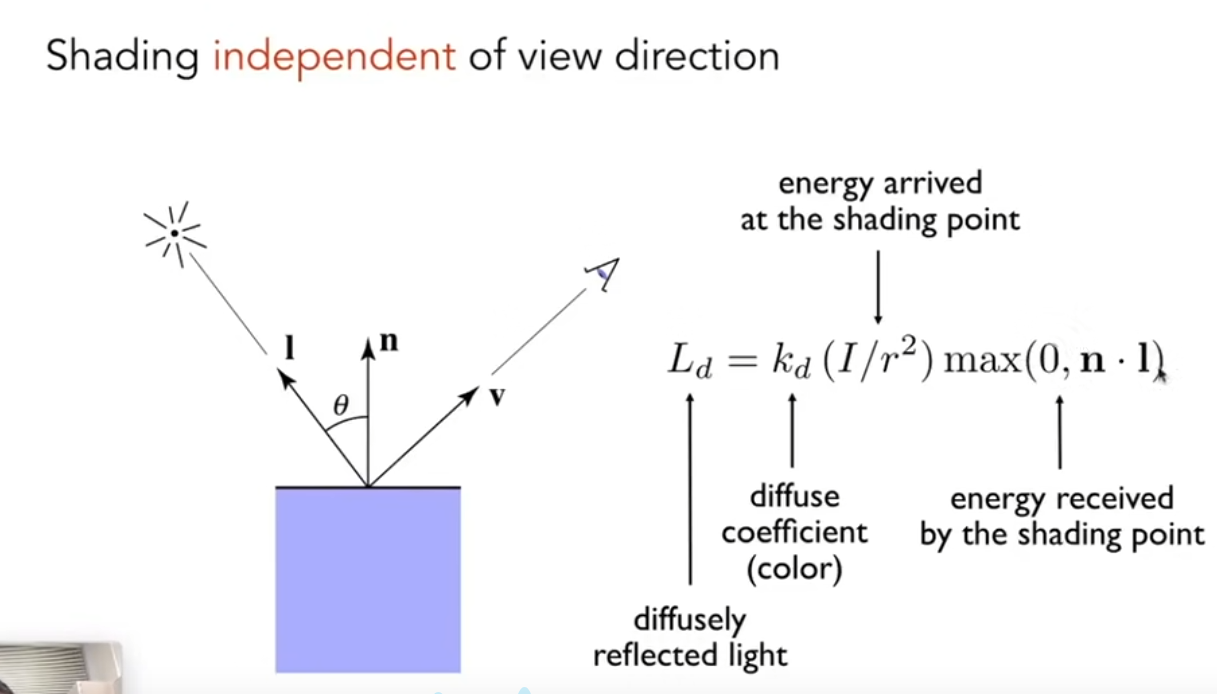 Shading independent of view direction
energy arrived
at the shading point
l
n
θ
v
L_d = k_d (I/r²) max(0, n · l)
diffuse
coefficient
(color)
energy received
by the shading point
diffusely
reflected light